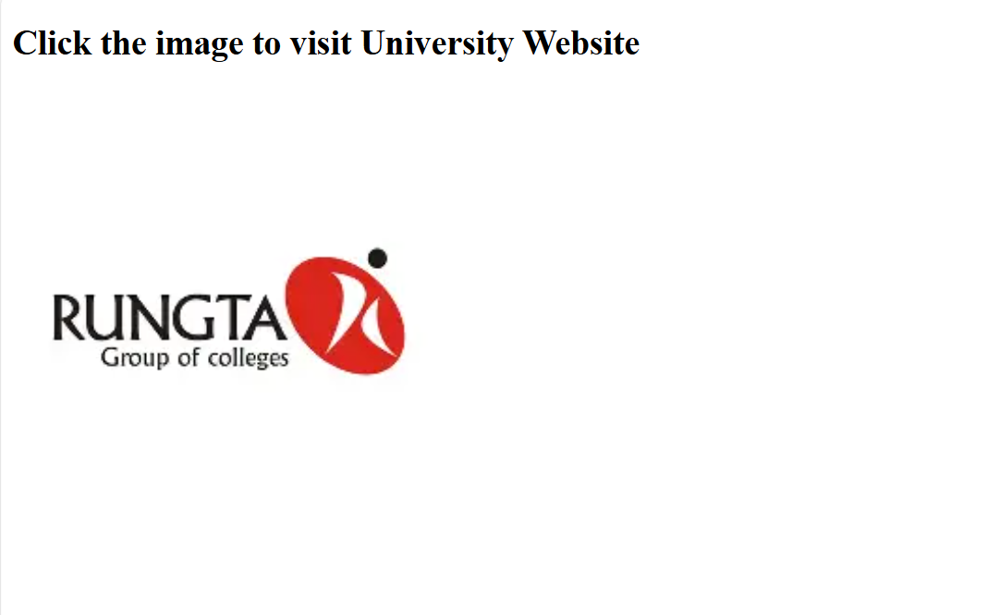 Click the image to visit University Website
RUNGTA
Group of colleges